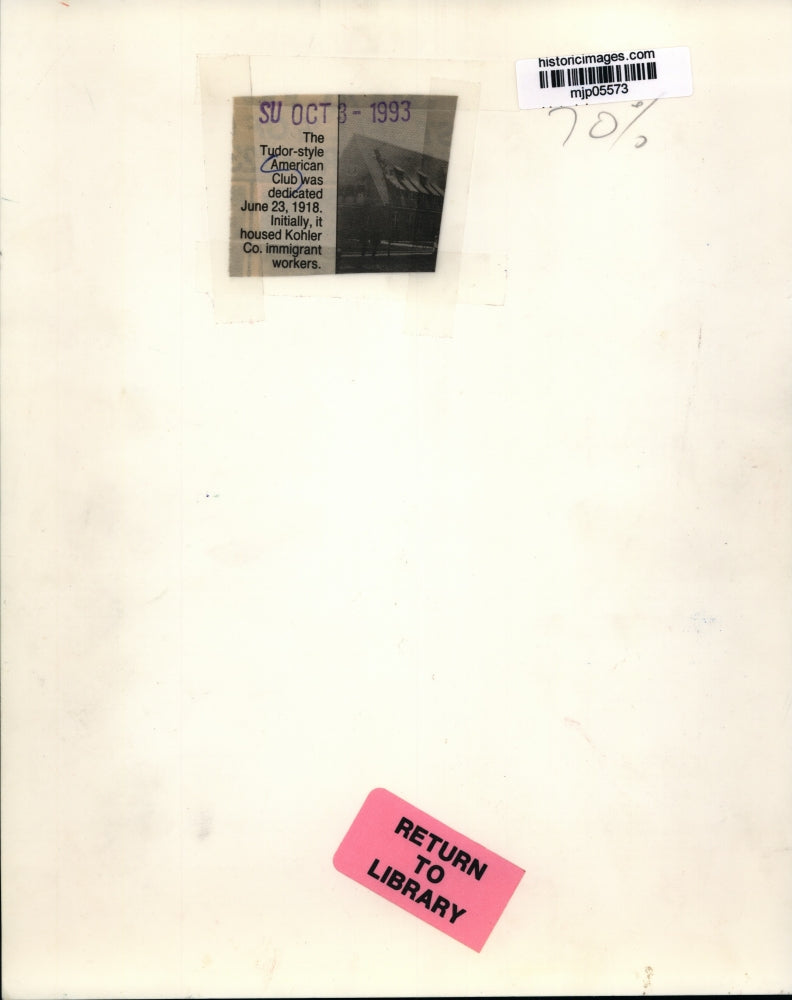 historicimages.com
mjp05573
70%
SU OCT 3 - 1993
The
Tudor-style
American
Club was
dedicated
June 23, 1918.
Initially, it
housed Kohler
Co. immigrant
workers.
RETURN
TO
LIBRARY